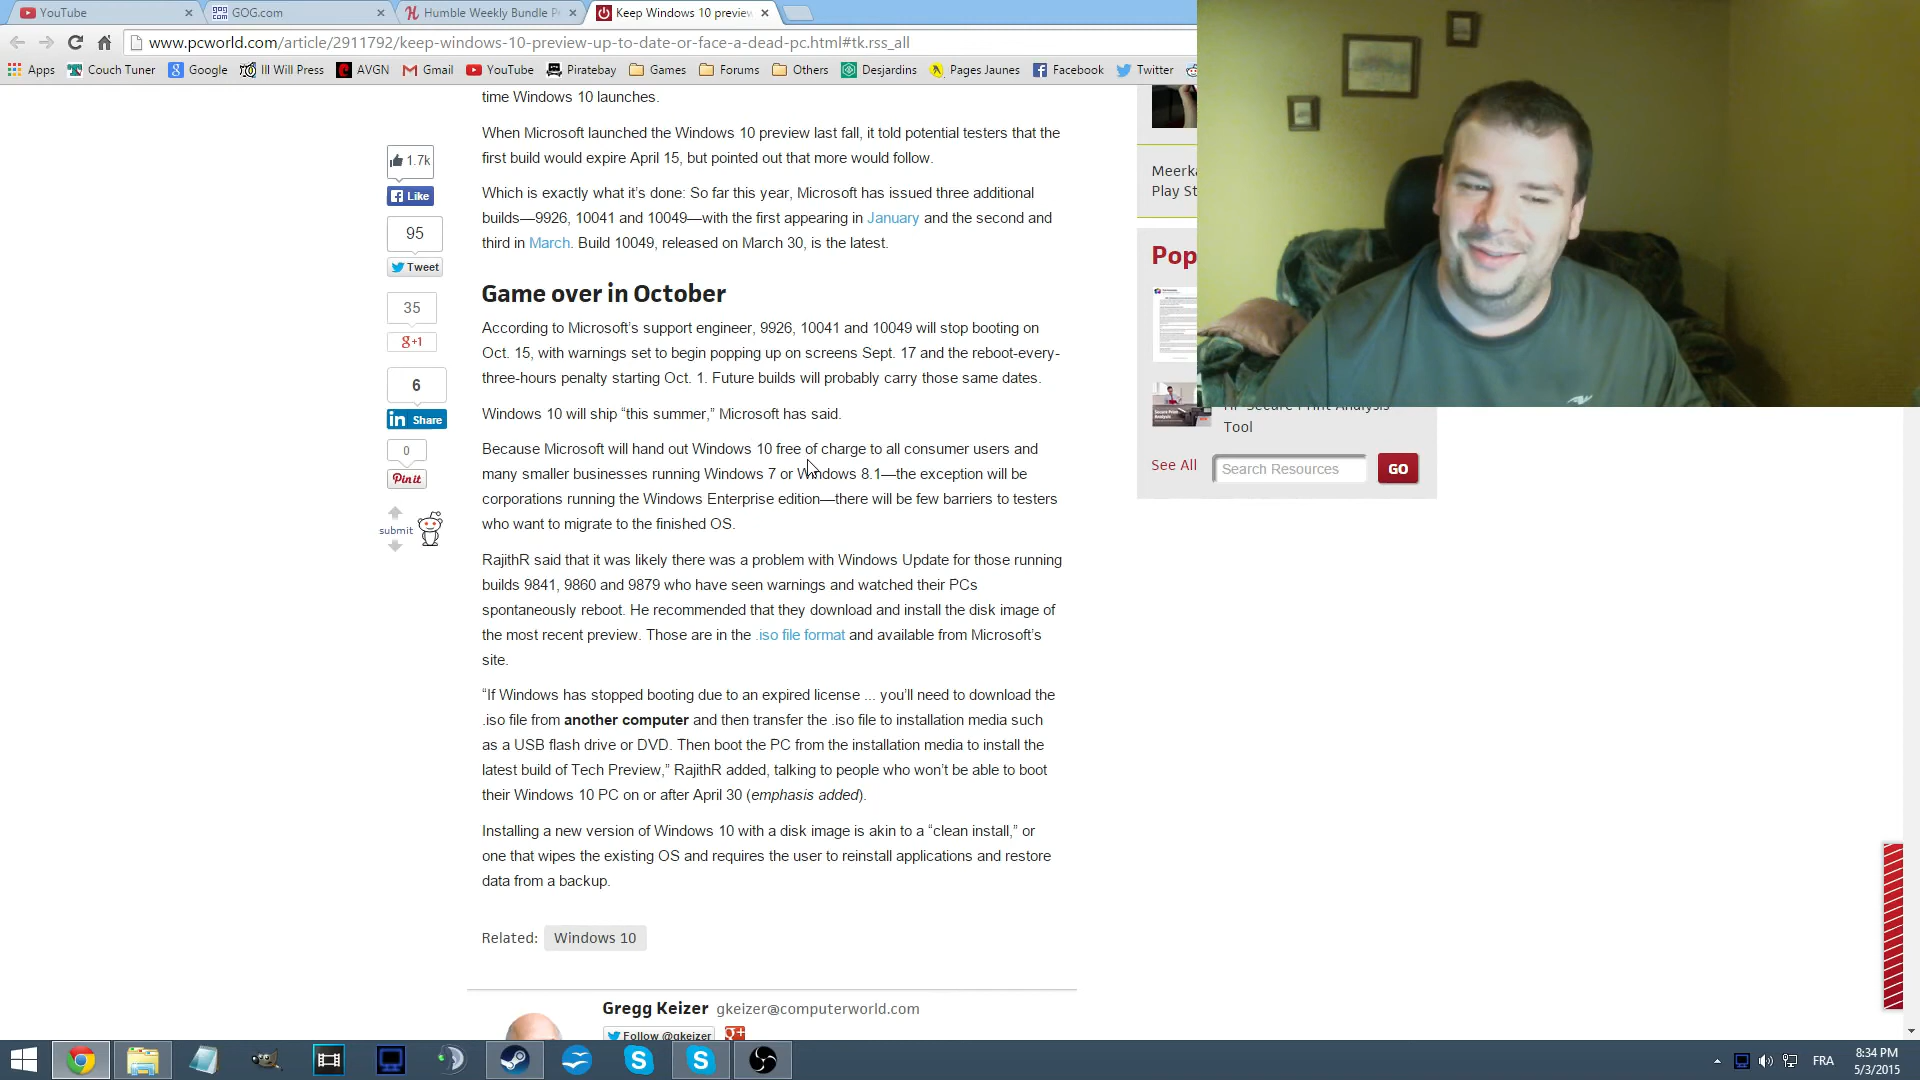 YouTube
GOG.com
Humble Weekly Bundle
Keep Windows 10 preview
www.pcworld.com/article/2911792/keep-windows-10-preview-up-to-date-or-face-a-dead-pc.html#tk.rss_all
Apps
Couch Tuner
Google
Ill Will Press
AVGN
Gmail
YouTube
Piratebay
Games
Forums
Others
Desjardins
Pages Jaunes
Facebook
Twitter
time Windows 10 launches.
When Microsoft launched the Windows 10 preview last fall, it told potential testers that the
first build would expire April 15, but pointed out that more would follow.
Which is exactly what it's done: So far this year, Microsoft has issued three additional
builds—9926, 10041 and 10049—with the first appearing in January and the second and
third in March. Build 10049, released on March 30, is the latest.
Game over in October
According to Microsoft's support engineer, 9926, 10041 and 10049 will stop booting on
Oct. 15, with warnings set to begin popping up on screens Sept. 17 and the reboot-every-
three-hours penalty starting Oct. 1. Future builds will probably carry those same dates.
Windows 10 will ship “this summer,” Microsoft has said.
Because Microsoft will hand out Windows 10 free of charge to all consumer users and
many smaller businesses running Windows 7 or Windows 8.1—the exception will be
corporations running the Windows Enterprise edition—there will be few barriers to testers
who want to migrate to the finished OS.
RajithR said that it was likely there was a problem with Windows Update for those running
builds 9841, 9860 and 9879 who have seen warnings and watched their PCs
spontaneously reboot. He recommended that they download and install the disk image of
the most recent preview. Those are in the .iso file format and available from Microsoft's
site.
“If Windows has stopped booting due to an expired license ... you'll need to download the
.iso file from another computer and then transfer the .iso file to installation media such
as a USB flash drive or DVD. Then boot the PC from the installation media to install the
latest build of Tech Preview,” RajithR added, talking to people who won't be able to boot
their Windows 10 PC on or after April 30 (emphasis added).
Installing a new version of Windows 10 with a disk image is akin to a “clean install,” or
one that wipes the existing OS and requires the user to reinstall applications and restore
data from a backup.
Related: Windows 10
Gregg Keizer gkeizer@computerworld.com
Follow @gkeizer
1.7k
Like
95
Tweet
35
g+1
6
in Share
0
Pin it
submit
Meerka
Play St
Pop
HP Secure Print Analysis
Tool
See All
Search Resources
GO
FRA
8:34 PM
5/3/2015